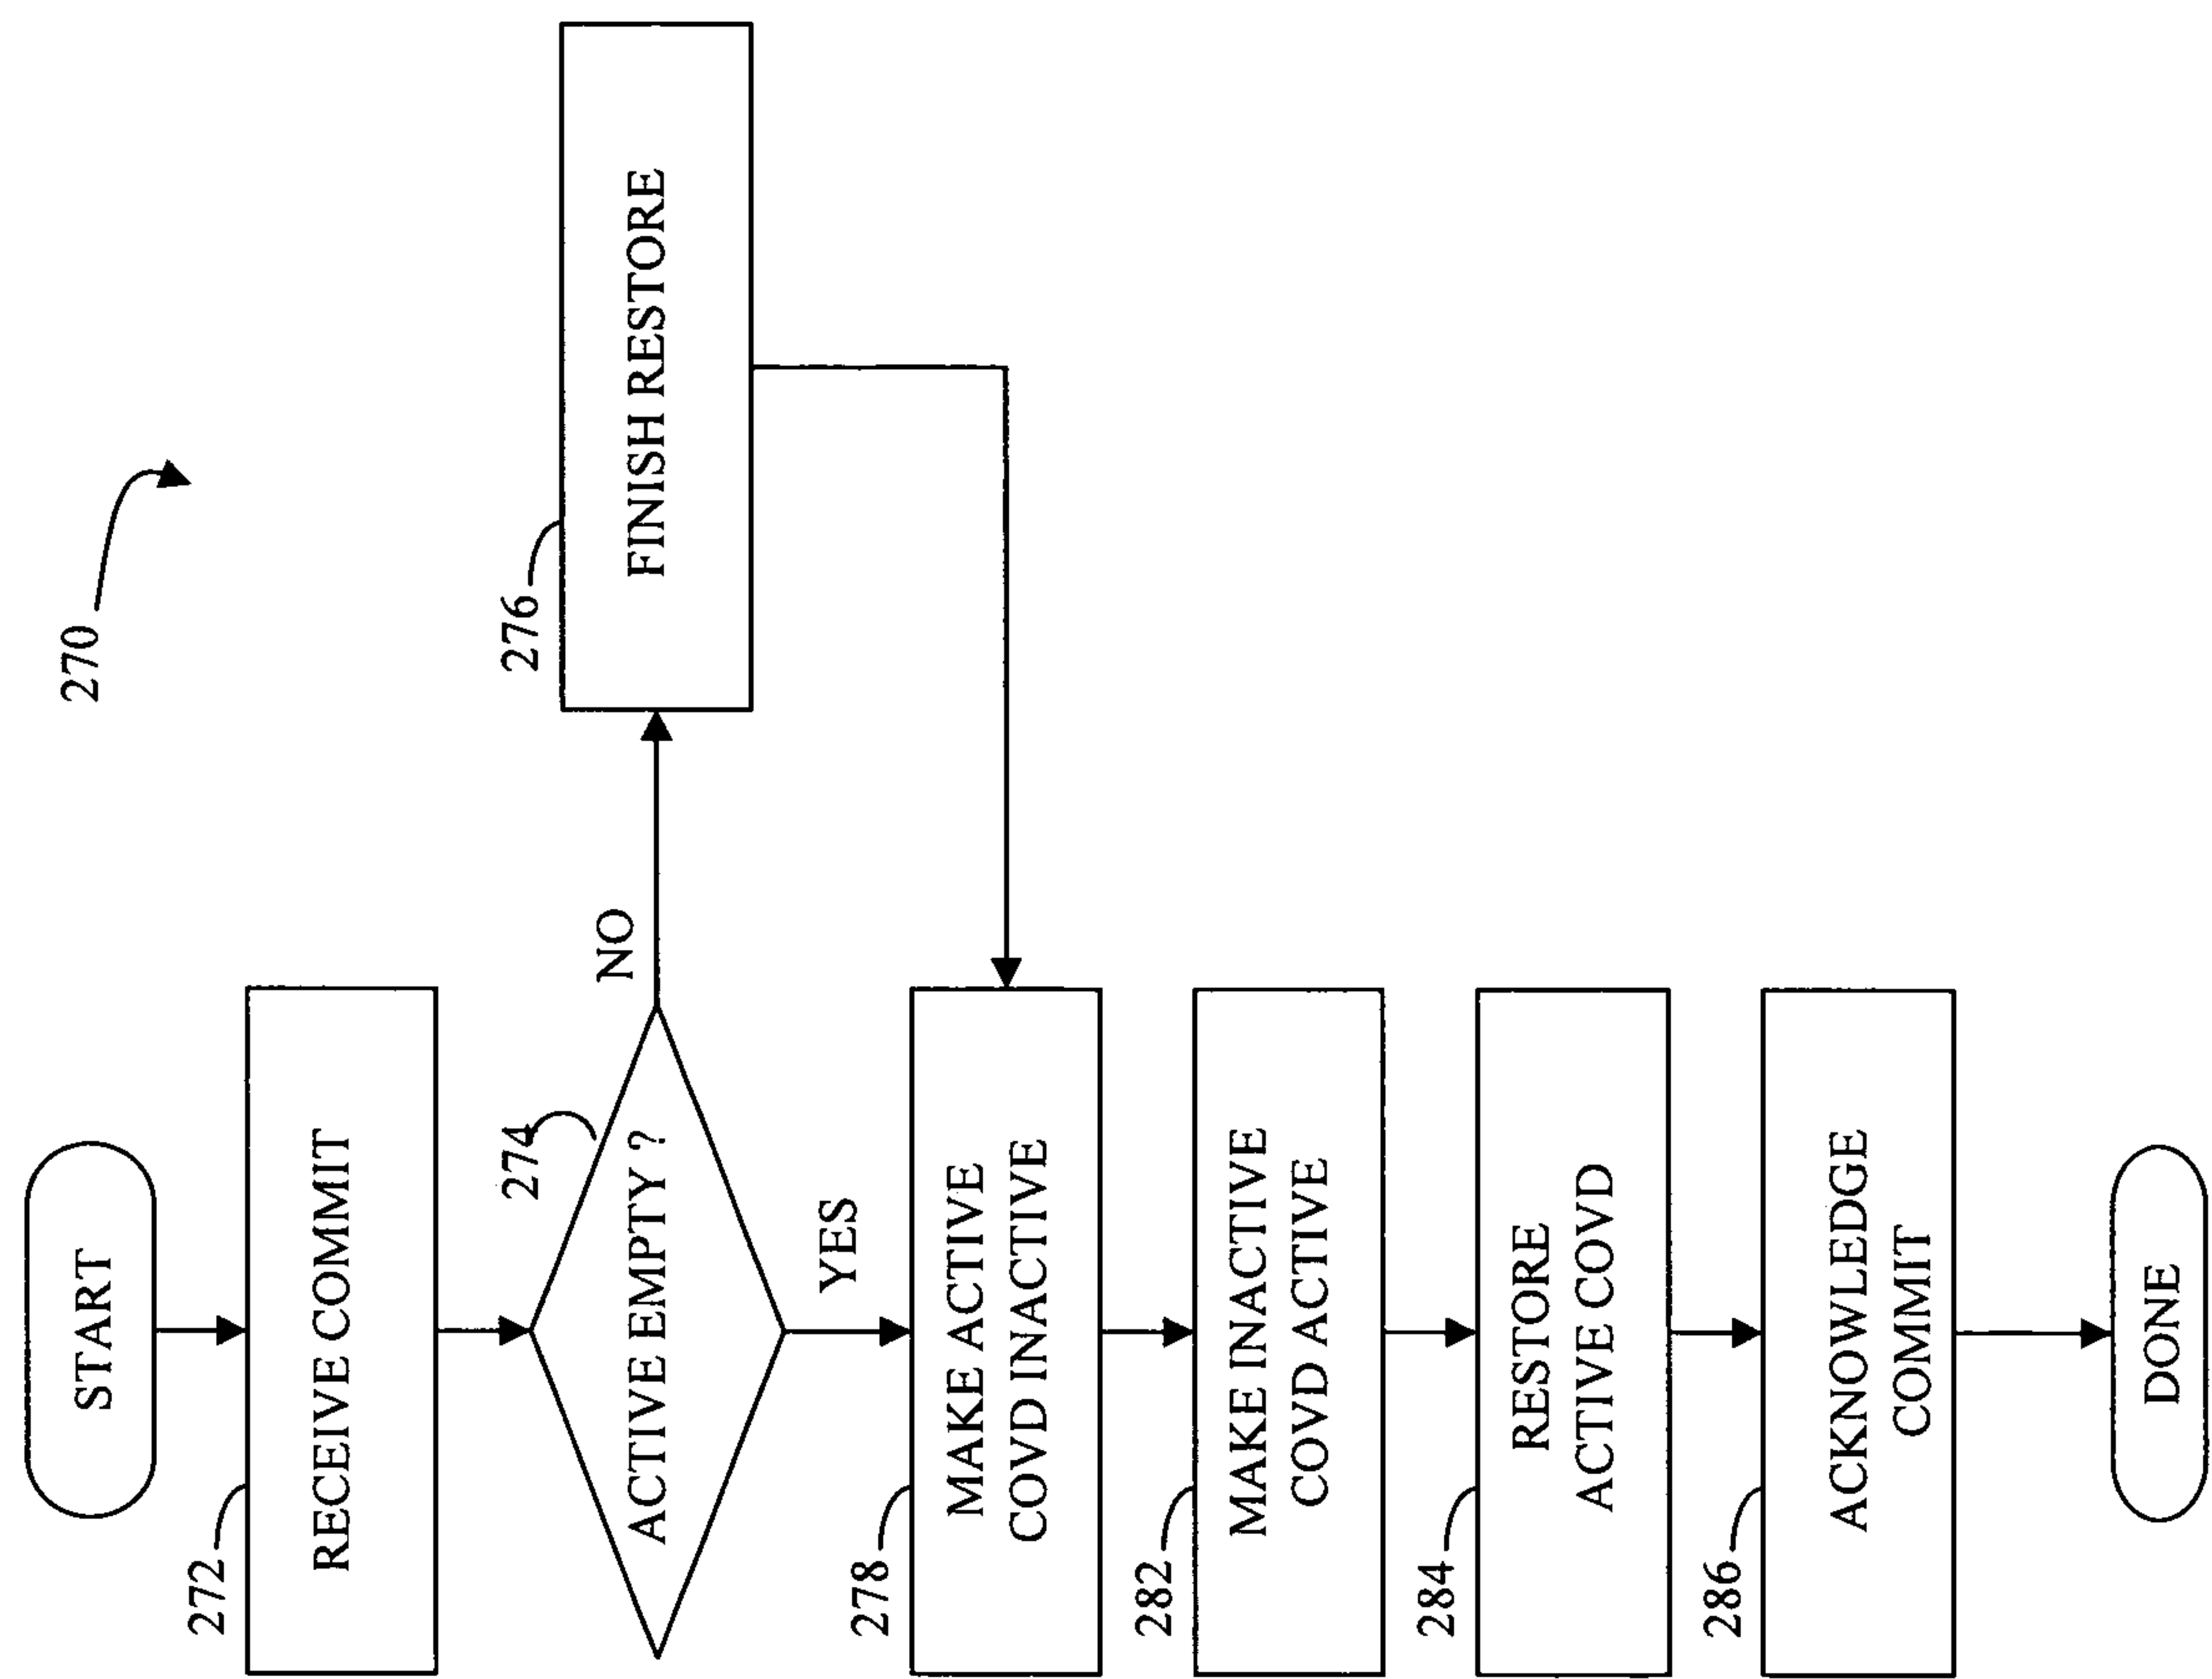 270
START
272
RECEIVE COMMIT
274
ACTIVE EMPTY ?
NO
276
FINISH RESTORE
YES
278
MAKE ACTIVE
COVD INACTIVE
282
MAKE INACTIVE
COVD ACTIVE
284
RESTORE
ACTIVE COVD
286
ACKNOWLEDGE
COMMIT
DONE